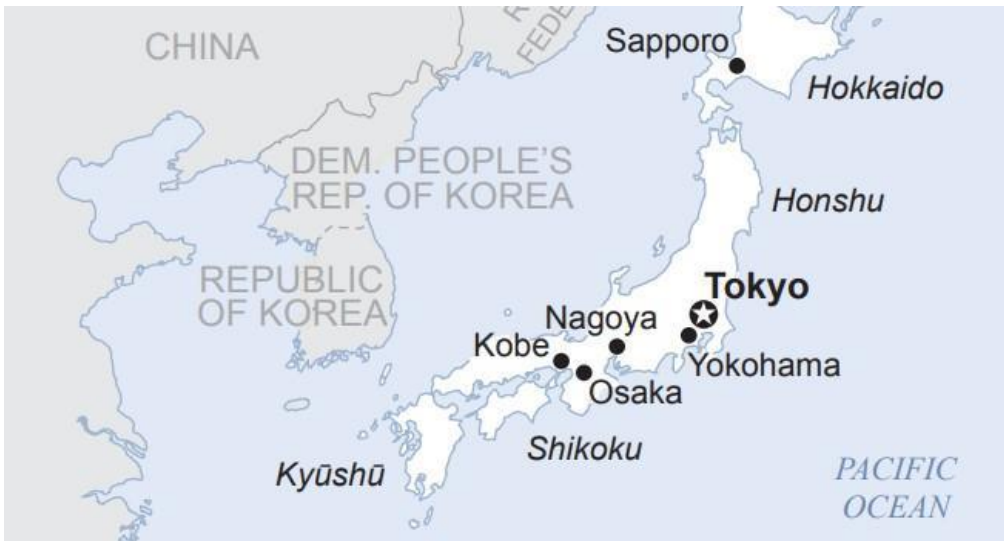 CHINA
R
FEDE
Sapporo
Hokkaido
DEM. PEOPLE'S
REP. OF KOREA
Honshu
REPUBLIC
OF KOREA
Tokyo
Nagoya
Kobe
Yokohama
Osaka
Shikoku
Kyūshū
PACIFIC
OCEAN